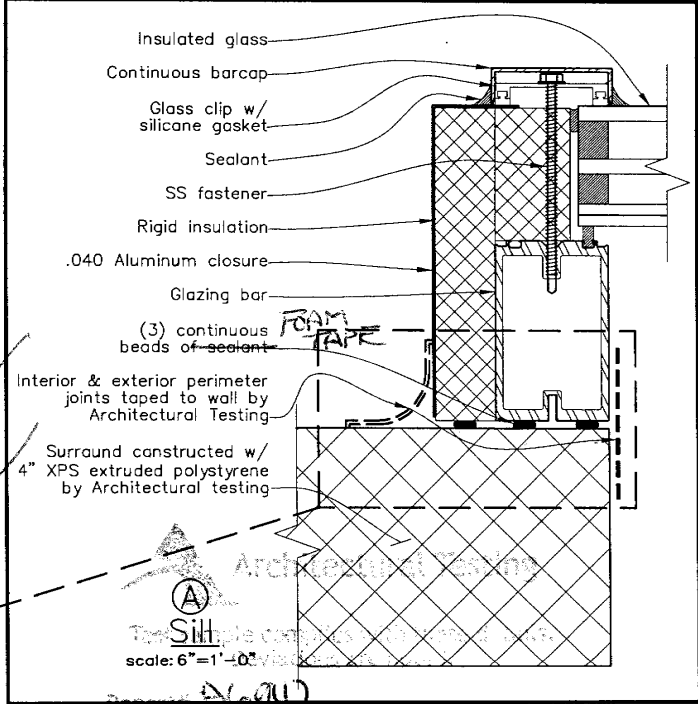 Insulated glass
Continuous barcap
Glass clip w/
silicane gasket
Sealant
SS fastener
Rigid insulation
.040 Aluminum closure
Glazing bar
(3) continuous FOAM
beads of sealant TAPE
Interior & exterior perimeter
joints taped to wall by
Architectural Testing
Surround constructed w/
4" XPS extruded polystyrene
by Architectural testing
Architectural Testing
A
Sill
scale: 6"=1'-0"